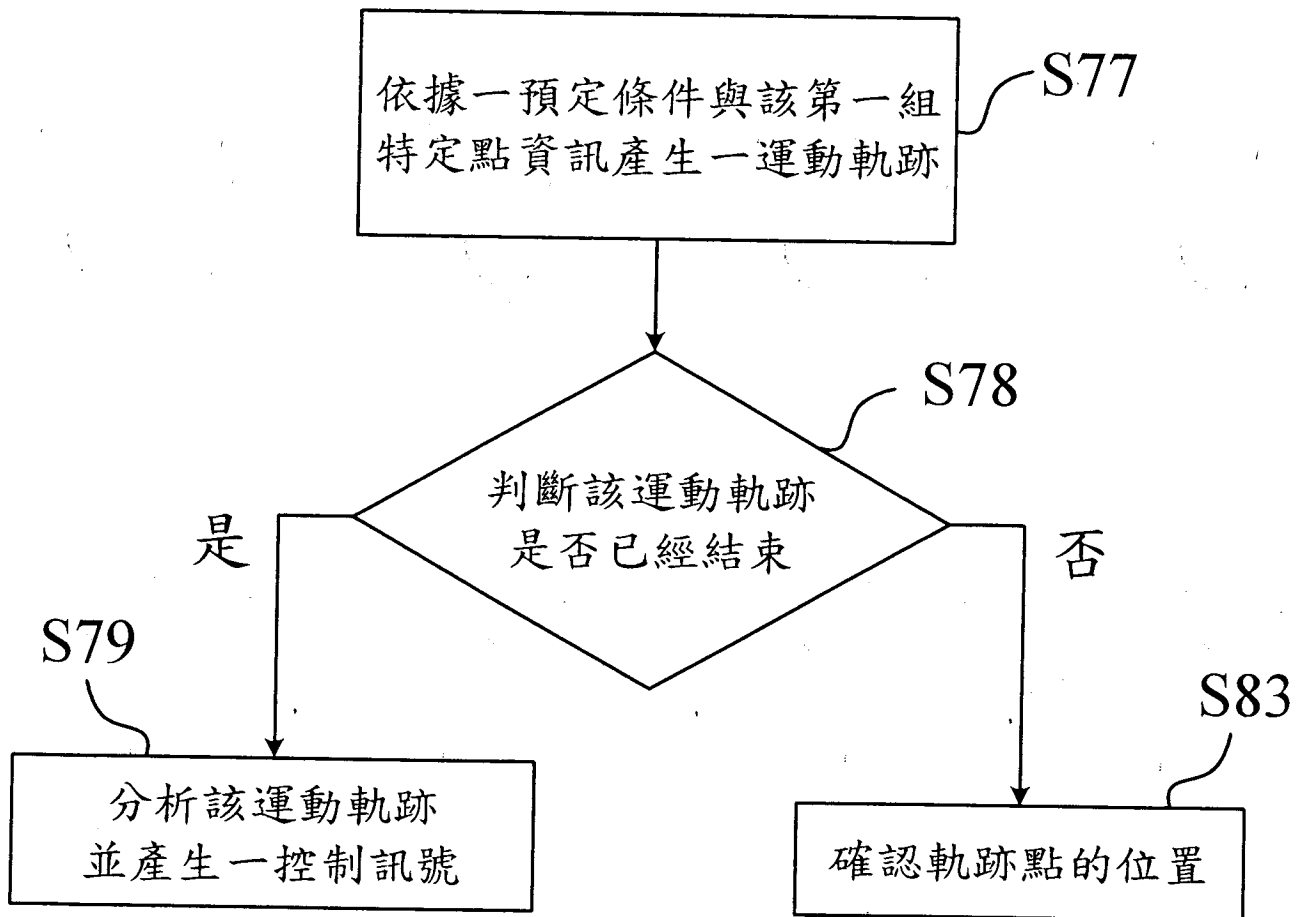 依據一預定條件與該第一組
特定點資訊產生一運動軌跡
S77
S78
判斷該運動軌跡
是否已經結束
是
否
S79
分析該運動軌跡
並產生一控制訊號
S83
確認軌跡點的位置